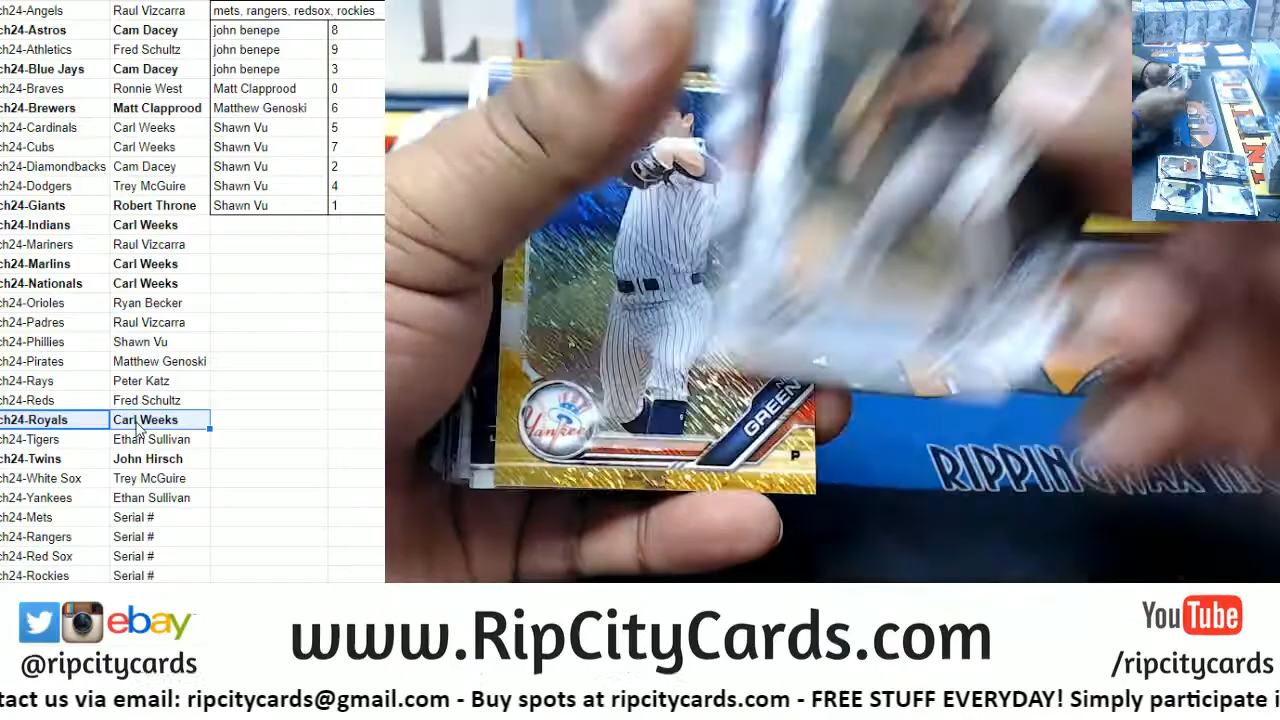 ch24-Angels Raul Vizcarra mets, rangers, redsox, rockies
ch24-Astros Cam Dacey john benepe 8
ch24-Athletics Fred Schultz john benepe 9
ch24-Blue Jays Cam Dacey john benepe 3
ch24-Braves Ronnie West Matt Clapprood 0
ch24-Brewers Matt Clapprood Matthew Genoski 6
ch24-Cardinals Carl Weeks Shawn Vu 5
ch24-Cubs Carl Weeks Shawn Vu 7
ch24-Diamondbacks Cam Dacey Shawn Vu 2
ch24-Dodgers Trey McGuire Shawn Vu 4
ch24-Giants Robert Throne Shawn Vu 1
ch24-Indians Carl Weeks
ch24-Mariners Raul Vizcarra
ch24-Marlins Carl Weeks
ch24-Nationals Carl Weeks
ch24-Orioles Ryan Becker
ch24-Padres Raul Vizcarra
ch24-Phillies Shawn Vu
ch24-Pirates Matthew Genoski
ch24-Rays Peter Katz
ch24-Reds Fred Schultz
ch24-Royals Carl Weeks
ch24-Tigers Ethan Sullivan
ch24-Twins John Hirsch
ch24-White Sox Trey McGuire
ch24-Yankees Ethan Sullivan
ch24-Mets Serial #
ch24-Rangers Serial #
ch24-Red Sox Serial #
ch24-Rockies Serial #
Yankees
GREEN
P
RIPPING WAX
ebay
@ripcitycards
www.RipCityCards.com
YouTube
/ripcitycards
tact us via email: ripcitycards@gmail.com - Buy spots at ripcitycards.com - FREE STUFF EVERYDAY! Simply participate i